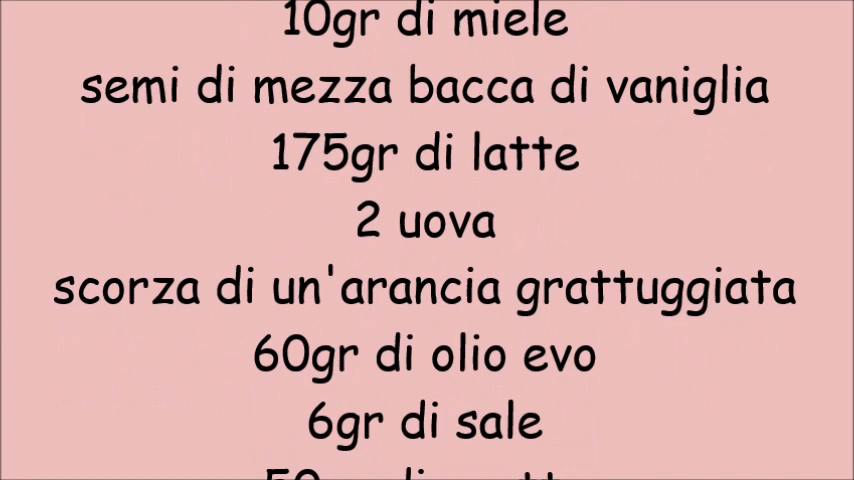 10gr di miele
semi di mezza bacca di vaniglia
175gr di latte
2 uova
scorza di un'arancia grattuggiata
60gr di olio evo
6gr di sale